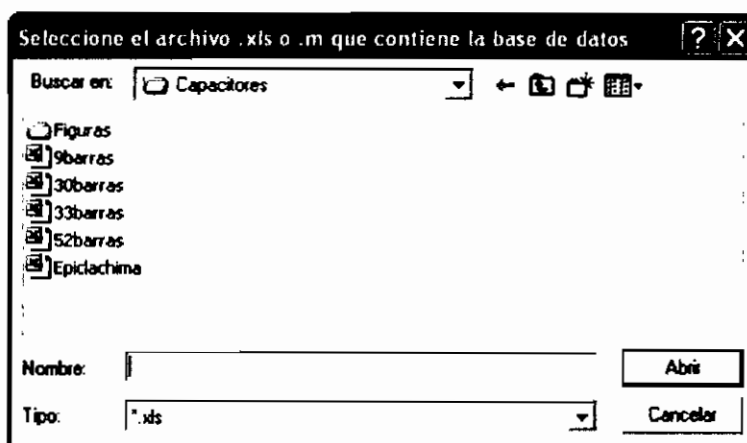 Seleccione el archivo .xls o .m que contiene la base de datos
Buscar en: Capacitores
Figuras
9barras
30barras
33barras
52barras
Epiclachima
Nombre:
Abrir
Tipo: *.xls
Cancelar